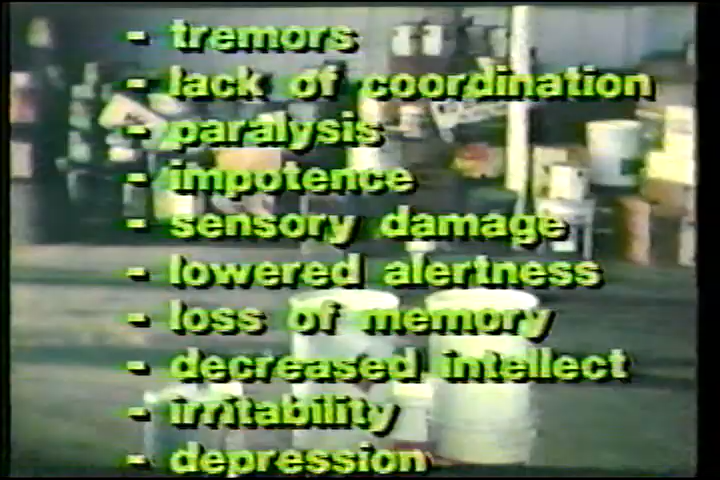 - tremors
- lack of coordination
- paralysis
- impotence
- sensory damage
- lowered alertness
- loss of memory
- decreased intellect
- irritability
- depression